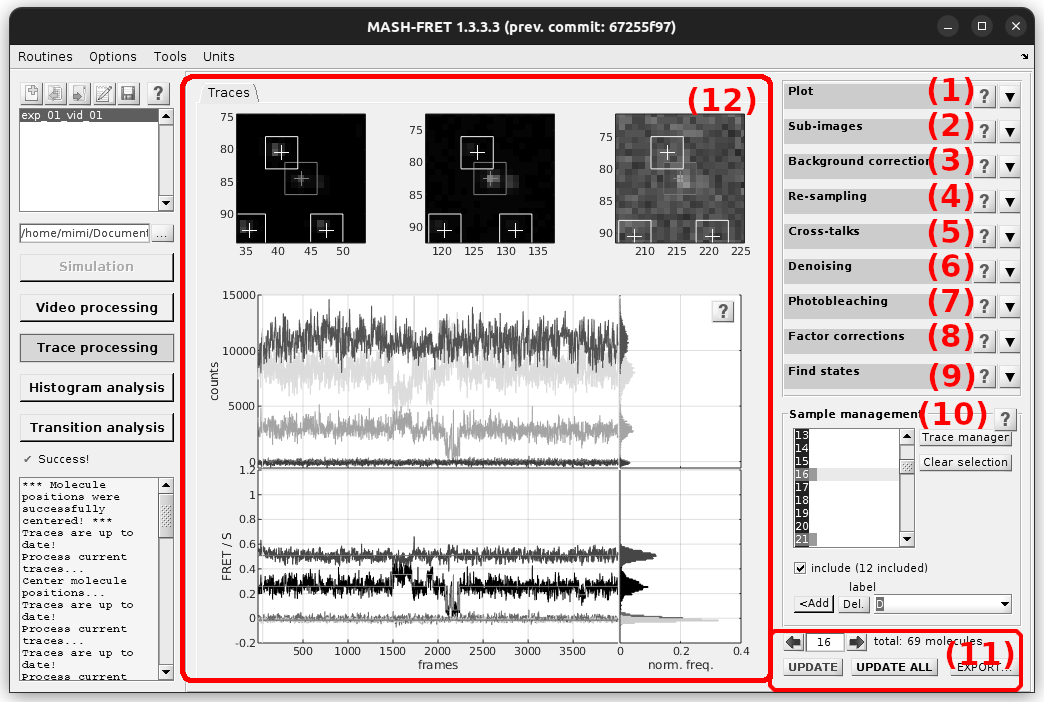 MASH-FRET 1.3.3.3 (prev. commit: 67255f97)
Routines Options Tools Units
?
exp_01_vid_01
/home/mimi/Document ...
Simulation
Video processing
Trace processing
Histogram analysis
Transition analysis
✓ Success!
*** Molecule
positions were
successfully
centered! ***
Traces are up to
date!
Process current
traces...
Center molecule
positions...
Traces are up to
date!
Process current
traces...
Traces are up to
date!
Process current
Traces
(12)
75
80
85
90
35 40 45 50
75
80
85
90
120 125 130 135
75
80
85
90
210 215 220 225
?
15000
10000
5000
0
counts
1.2
1
0.8
0.6
0.4
0.2
0
-0.2
FRET / S
500 1000 1500 2000 2500 3000 3500 0 0.2 0.4
frames norm. freq.
Plot (1) ? ▼
Sub-images (2) ? ▼
Background correction (3) ? ▼
Re-sampling (4) ? ▼
Cross-talks (5) ? ▼
Denoising (6) ? ▼
Photobleaching (7) ? ▼
Factor corrections (8) ? ▼
Find states (9) ? ▼
Sample management (10) ?
13
14
15
16
17
18
19
20
21
Trace manager
Clear selection
include (12 included)
label
<Add Del. D
16 total: 69 molecules
(11)
UPDATE UPDATE ALL EXPORT...